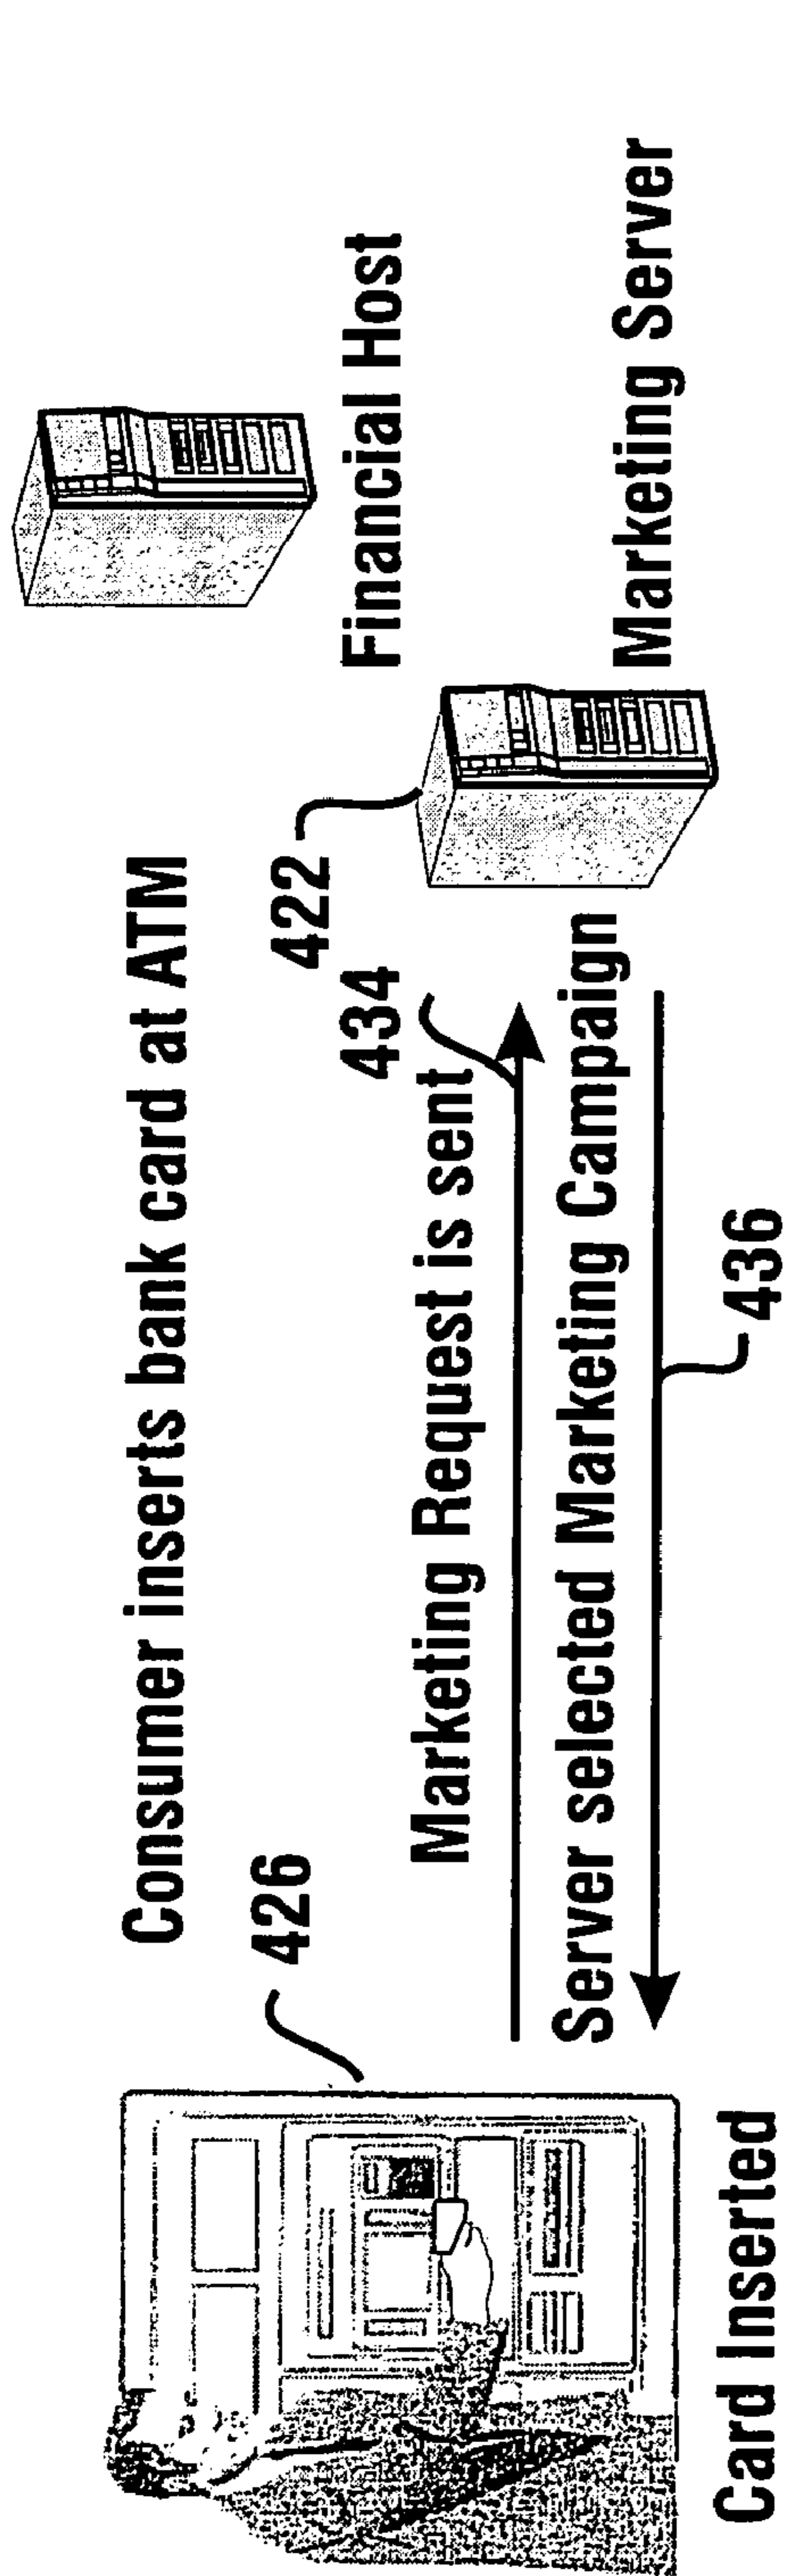 Consumer inserts bank card at ATM
Financial Host
426
422
434
Marketing Request is sent
Server selected Marketing Campaign
Marketing Server
436
Card Inserted